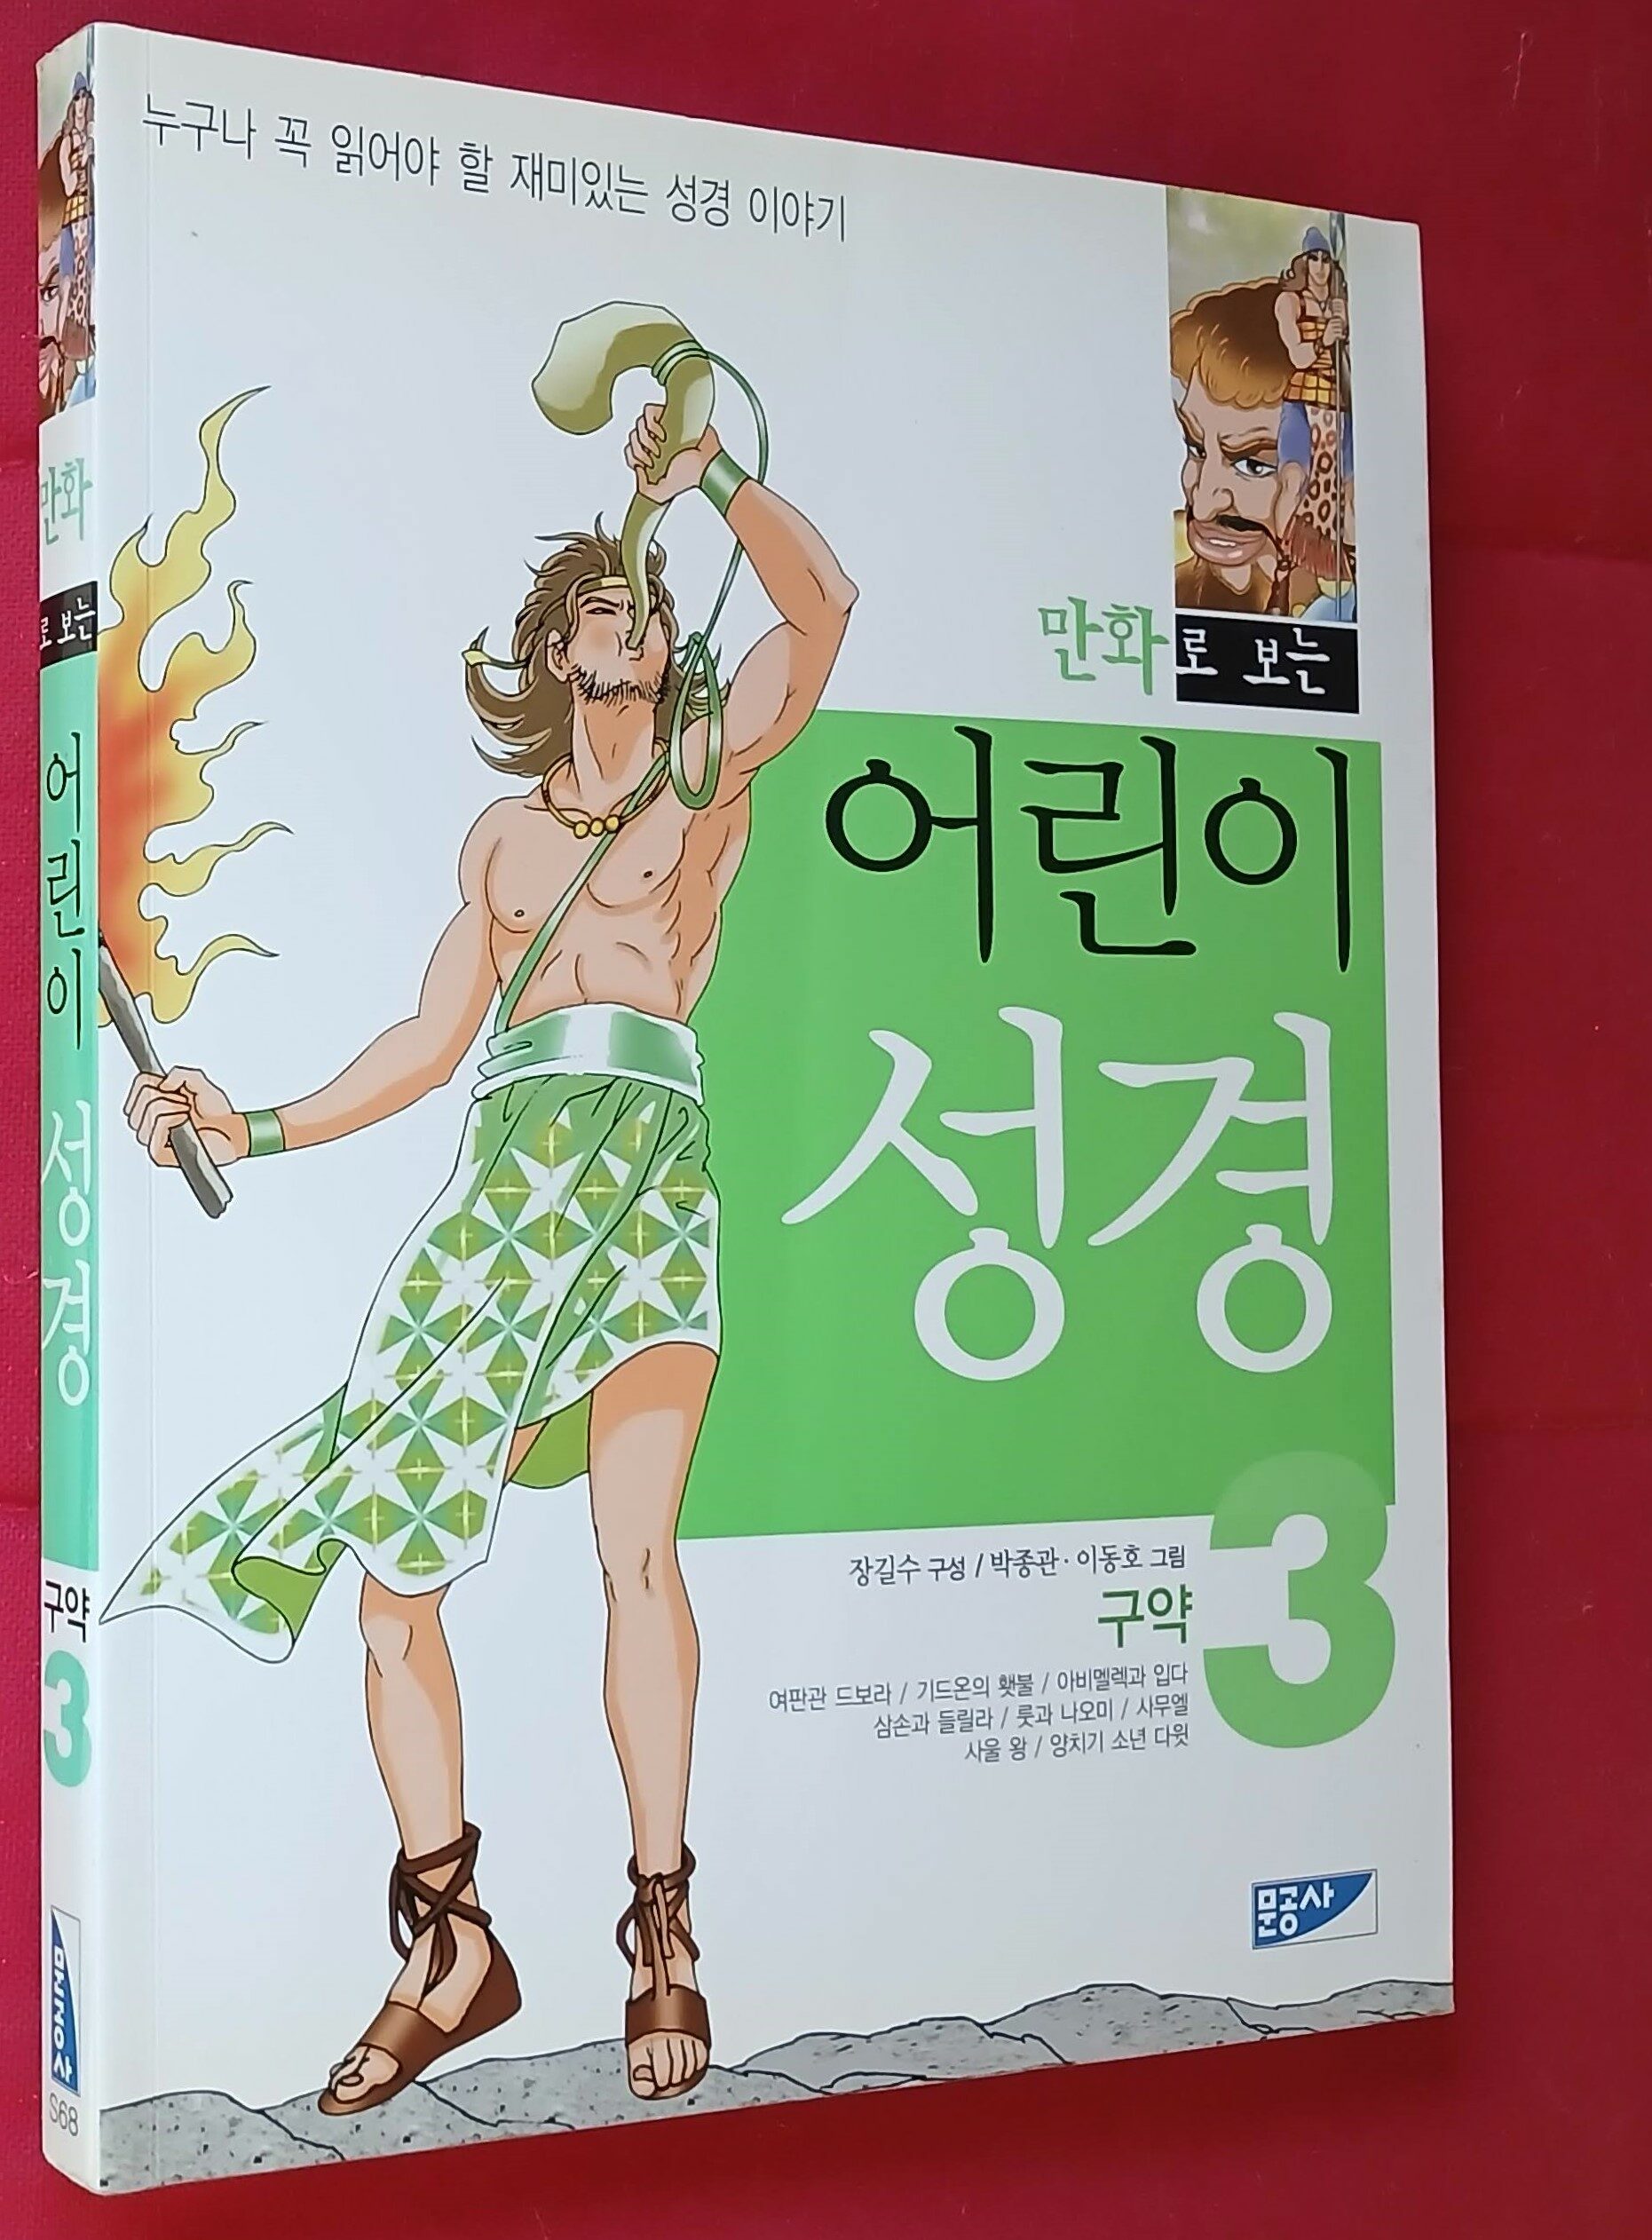 누구나 꼭 읽어야 할 재미있는 성경 이야기
만화로 보는
어린이
성경
3
장길수 구성 / 박종관 · 이동호 그림
구약
여판관 드보라 / 기드온의 횃불 / 아비멜렉과 입다
삼손과 들릴라 / 룻과 나오미 / 사무엘
사울 왕 / 양치기 소년 다윗
문공사
만화
로 보는
어린이
성경
구약
3
문공사
S68